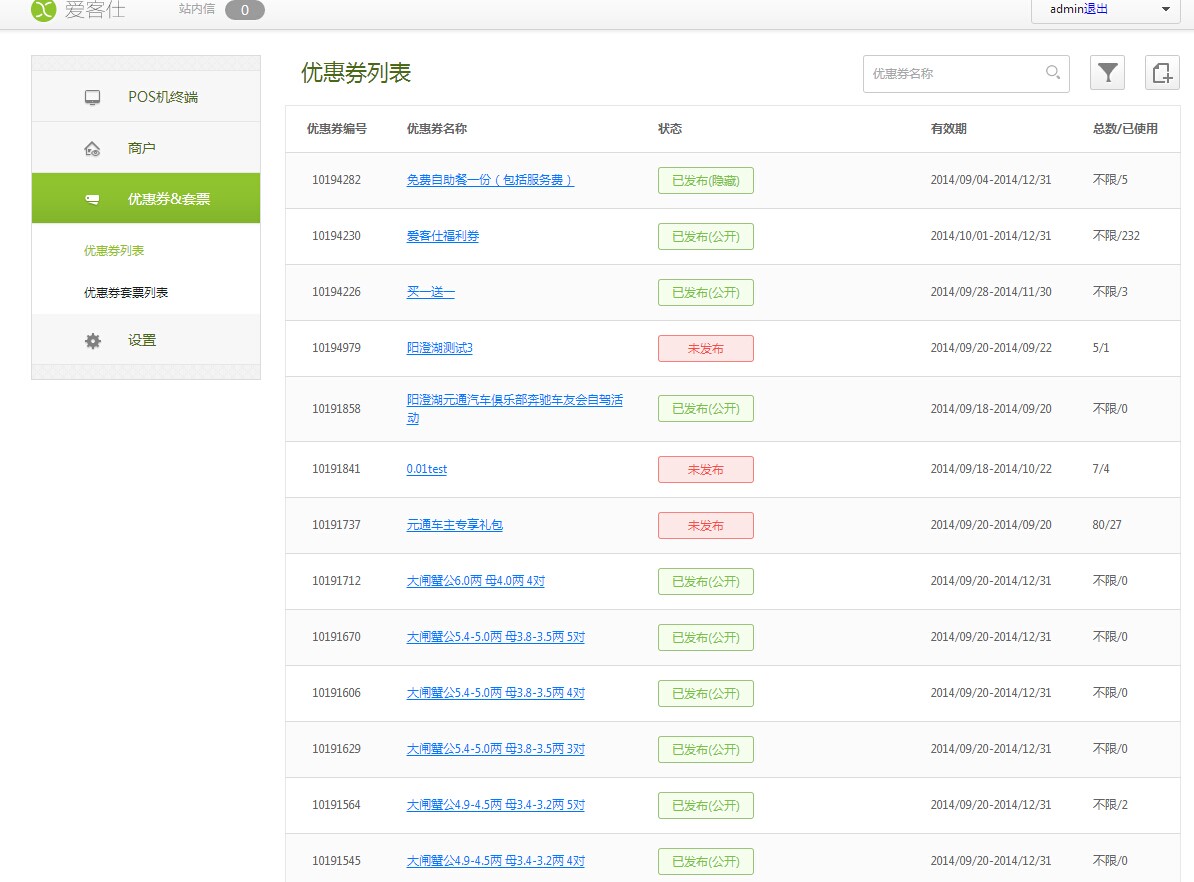 爱客仕 站内信 0 admin退出
优惠券列表 优惠券名称
POS机终端
商户
优惠券&套票
优惠券列表
优惠券套票列表
设置
优惠券编号 优惠券名称 状态 有效期 总数/已使用
10194282 免费自助餐一份（包括服务费） 已发布(隐藏) 2014/09/04-2014/12/31 不限/5
10194230 爱客仕福利券 已发布(公开) 2014/10/01-2014/12/31 不限/232
10194226 买一送一 已发布(公开) 2014/09/28-2014/11/30 不限/3
10194979 阳澄湖测试3 未发布 2014/09/20-2014/09/22 5/1
10191858 阳澄湖元通汽车俱乐部奔驰车友会自驾活 已发布(公开) 2014/09/18-2014/09/20 不限/0
动
10191841 0.01test 未发布 2014/09/18-2014/10/22 7/4
10191737 元通车主专享礼包 未发布 2014/09/20-2014/09/20 80/27
10191712 大闸蟹公6.0两 母4.0两 4对 已发布(公开) 2014/09/20-2014/12/31 不限/0
10191670 大闸蟹公5.4-5.0两 母3.8-3.5两 5对 已发布(公开) 2014/09/20-2014/12/31 不限/0
10191606 大闸蟹公5.4-5.0两 母3.8-3.5两 4对 已发布(公开) 2014/09/20-2014/12/31 不限/0
10191629 大闸蟹公5.4-5.0两 母3.8-3.5两 3对 已发布(公开) 2014/09/20-2014/12/31 不限/0
10191564 大闸蟹公4.9-4.5两 母3.4-3.2两 5对 已发布(公开) 2014/09/20-2014/12/31 不限/2
10191545 大闸蟹公4.9-4.5两 母3.4-3.2两 4对 已发布(公开) 2014/09/20-2014/12/31 不限/0